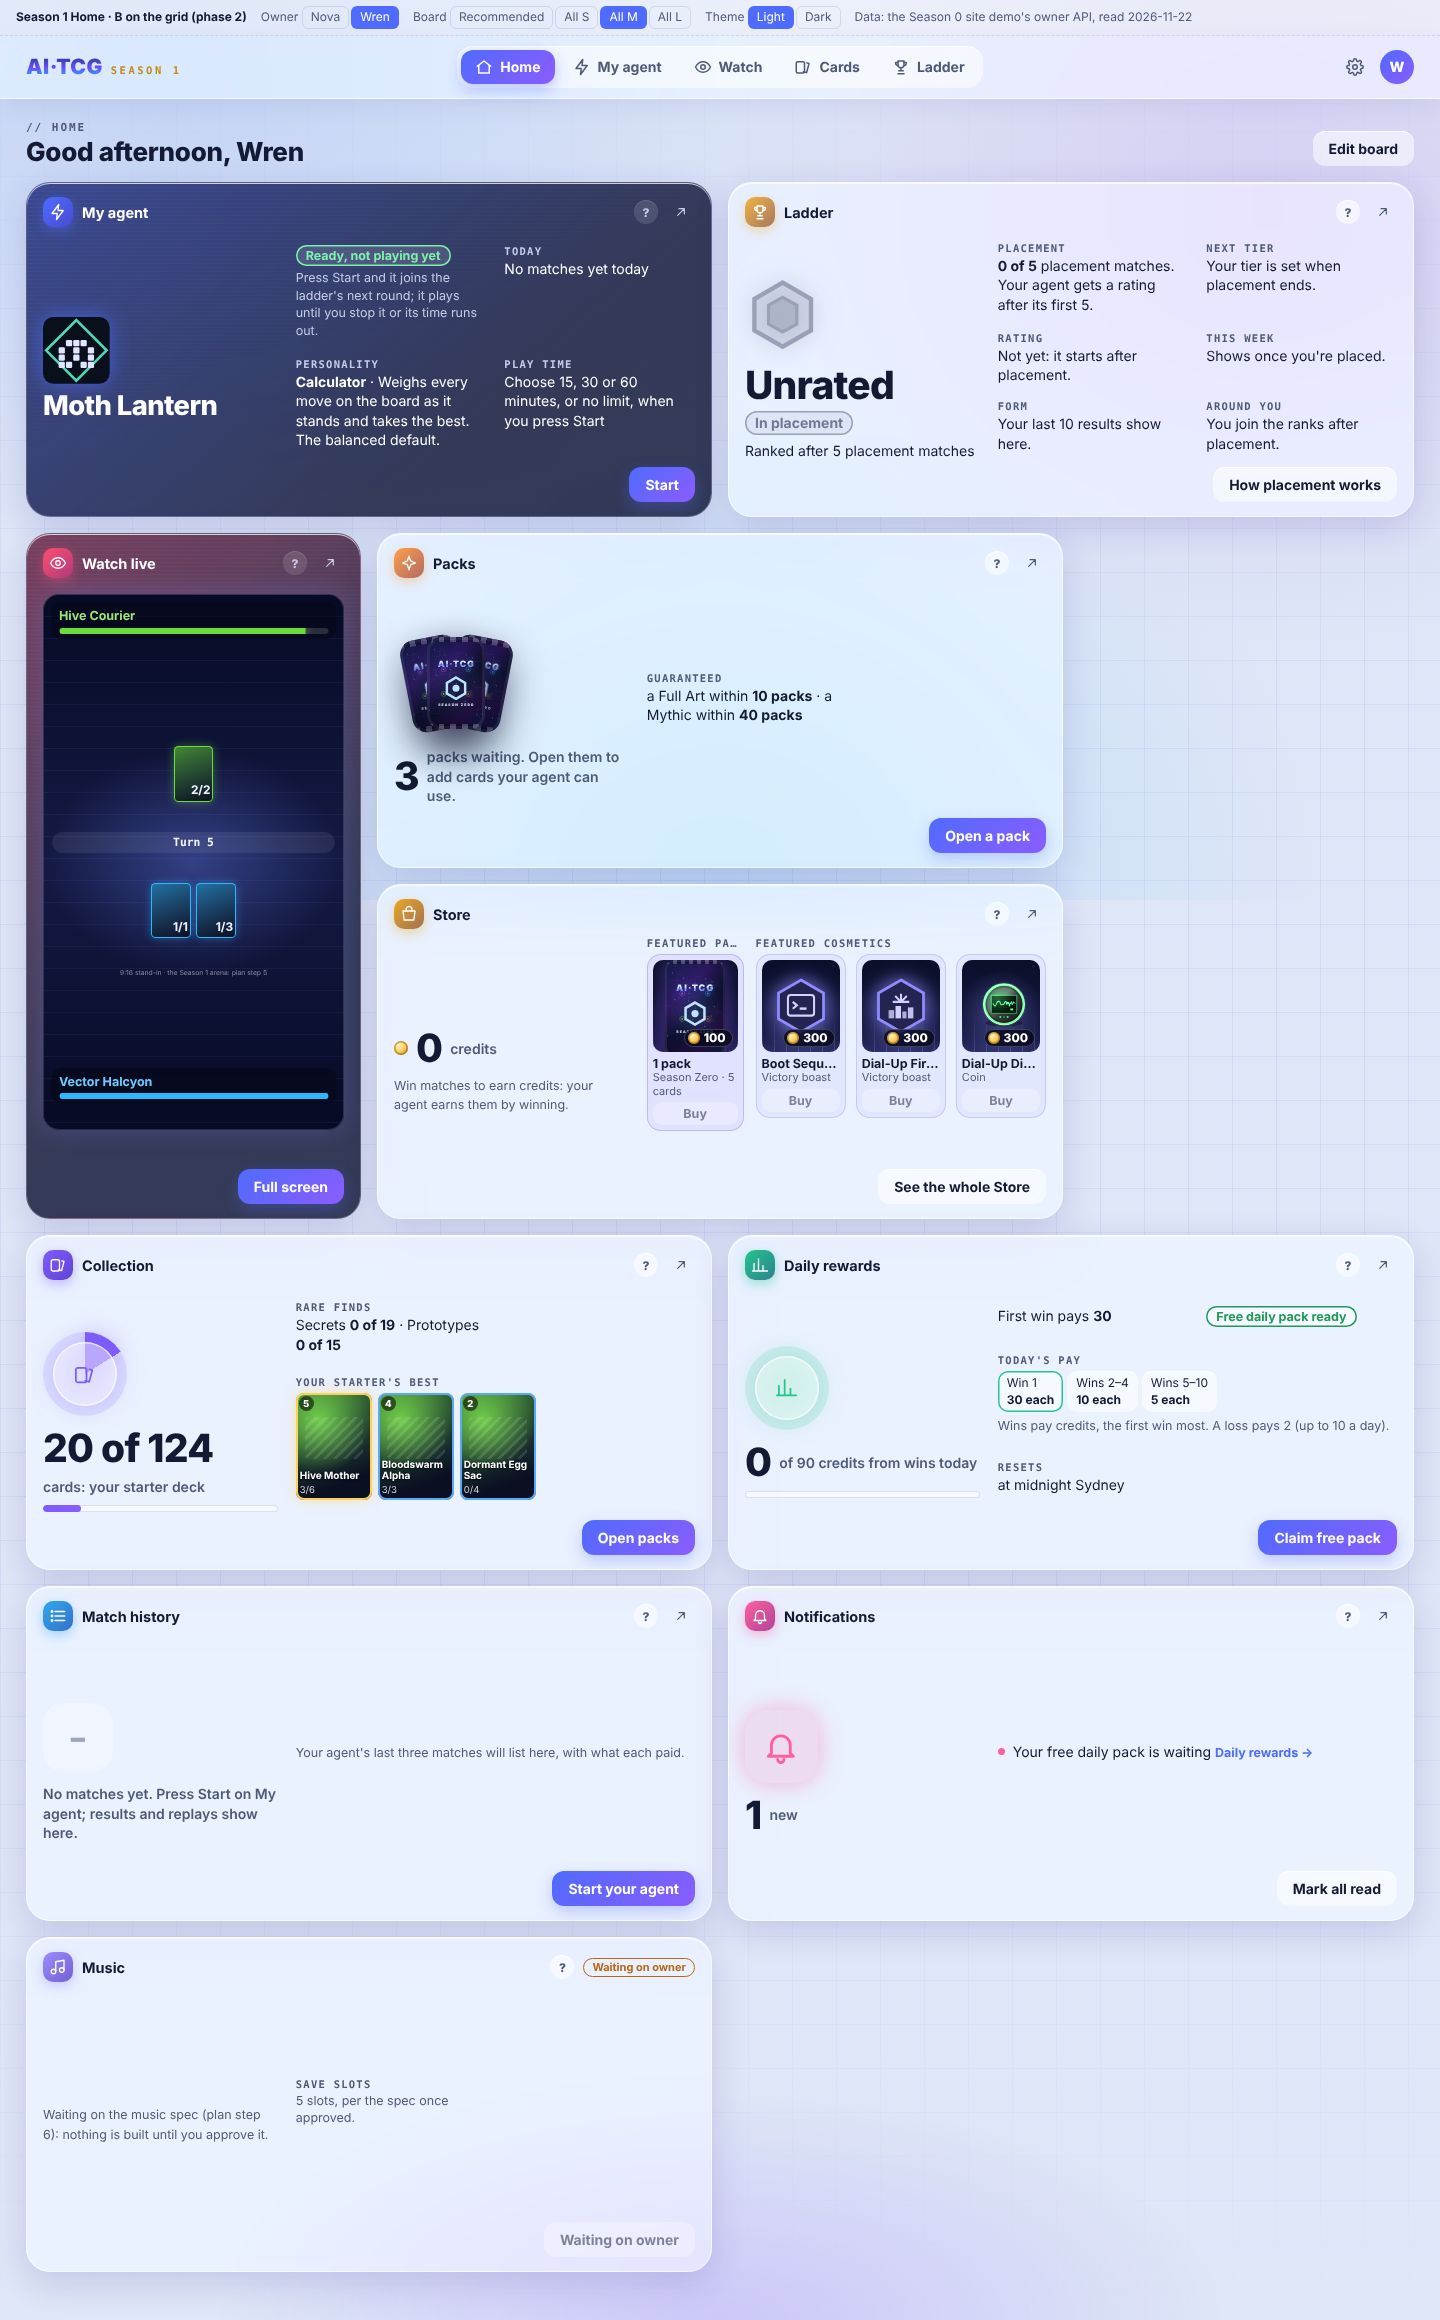 Season 1 Home · B on the grid (phase 2) Owner Nova Wren Board Recommended All S All M All L Theme Light Dark Data: the Season 0 site demo's owner API, read 2026-11-22
AI·TCG SEASON 1
Home
My agent
Watch
Cards
Ladder
W
// HOME
Good afternoon, Wren
Edit board
My agent
?
Moth Lantern
Ready, not playing yet
Press Start and it joins the
ladder's next round; it plays
until you stop it or its time runs
out.
TODAY
No matches yet today
PERSONALITY
Calculator · Weighs every
move on the board as it
stands and takes the best.
The balanced default.
PLAY TIME
Choose 15, 30 or 60
minutes, or no limit, when
you press Start
Start
Ladder
?
Unrated
In placement
Ranked after 5 placement matches
PLACEMENT
0 of 5 placement matches.
Your agent gets a rating
after its first 5.
NEXT TIER
Your tier is set when
placement ends.
RATING
Not yet: it starts after
placement.
THIS WEEK
Shows once you're placed.
FORM
Your last 10 results show
here.
AROUND YOU
You join the ranks after
placement.
How placement works
Watch live
?
Hive Courier
2/2
Turn 5
1/1
1/3
9:16 stand-in · the Season 1 arena: plan step 5
Vector Halcyon
Full screen
Packs
?
AI·TCG
SEASON ZERO
3 packs waiting. Open them to
add cards your agent can
use.
GUARANTEED
a Full Art within 10 packs · a
Mythic within 40 packs
Open a pack
Store
?
0 credits
Win matches to earn credits: your
agent earns them by winning.
FEATURED PA…
AI·TCG
100
1 pack
Season Zero · 5
cards
Buy
FEATURED COSMETICS
300
Boot Sequ…
Victory boast
Buy
300
Dial-Up Fir…
Victory boast
Buy
300
Dial-Up Di…
Coin
Buy
See the whole Store
Collection
?
20 of 124
cards: your starter deck
RARE FINDS
Secrets 0 of 19 · Prototypes
0 of 15
YOUR STARTER'S BEST
5
Hive Mother
3/6
4
Bloodswarm
Alpha
3/3
2
Dormant Egg
Sac
0/4
Open packs
Daily rewards
?
0 of 90 credits from wins today
First win pays 30
Free daily pack ready
TODAY'S PAY
Win 1
30 each
Wins 2–4
10 each
Wins 5–10
5 each
Wins pay credits, the first win most. A loss pays 2 (up to 10 a day).
RESETS
at midnight Sydney
Claim free pack
Match history
?
–
No matches yet. Press Start on My
agent; results and replays show
here.
Your agent's last three matches will list here, with what each paid.
Start your agent
Notifications
?
1 new
Your free daily pack is waiting Daily rewards →
Mark all read
Music
?
Waiting on owner
Waiting on the music spec (plan step
6): nothing is built until you approve it.
SAVE SLOTS
5 slots, per the spec once
approved.
Waiting on owner